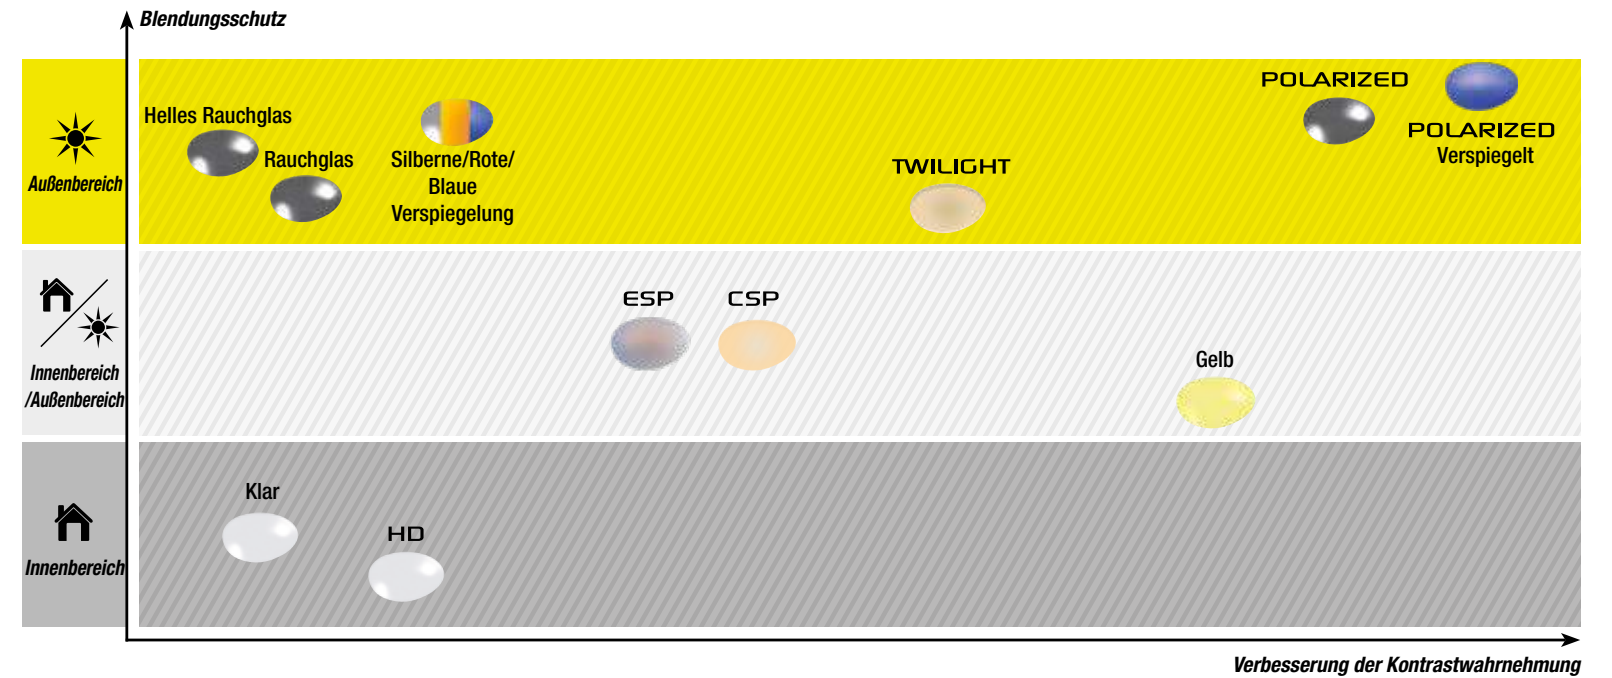 Blendungsschutz
Außenbereich
Helles Rauchglas
Rauchglas
Silberne/Rote/
Blaue
Verspiegelung
TWILIGHT
POLARIZED
POLARIZED
Verspiegelt
Innenbereich
/Außenbereich
ESP
CSP
Gelb
Innenbereich
Klar
HD
Verbesserung der Kontrastwahrnehmung